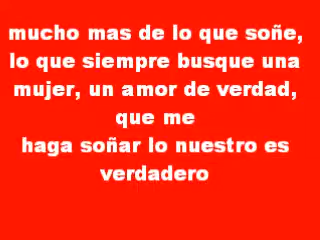 mucho mas de lo que soñe,
lo que siempre busque una
mujer, un amor de verdad,
que me
haga soñar lo nuestro es
verdadero